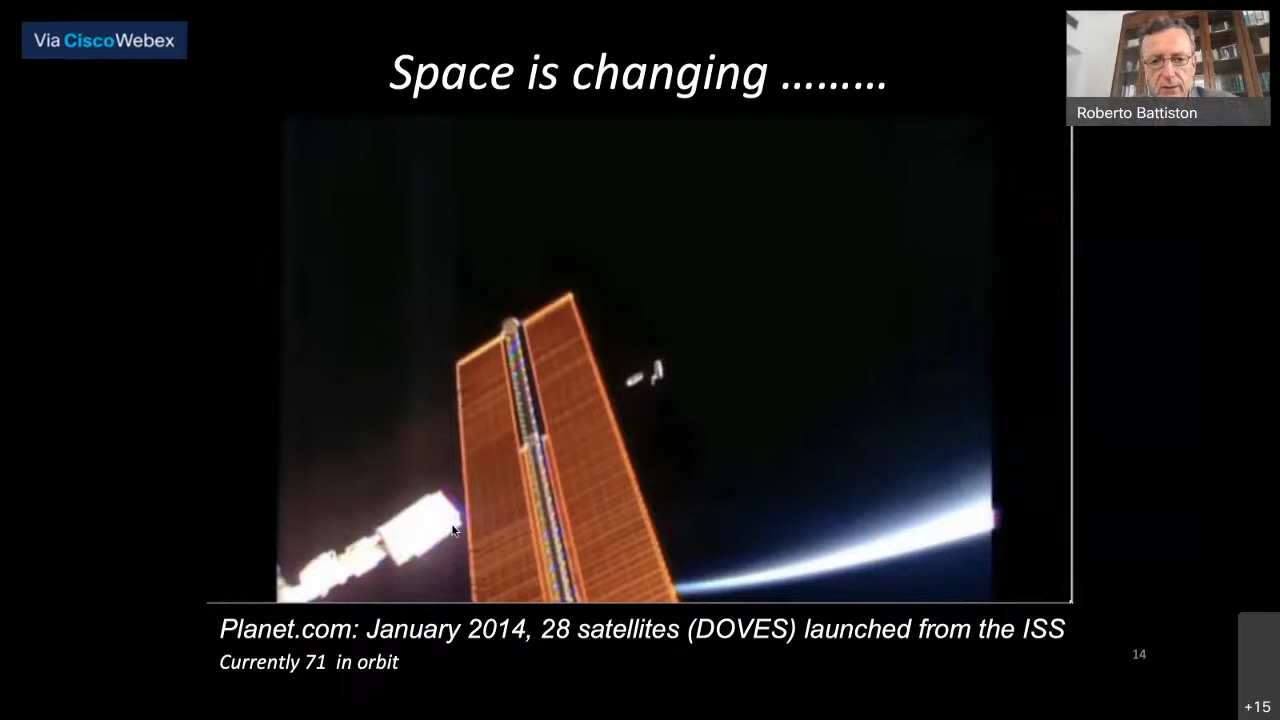 Via CiscoWebex
Space is changing ………
Roberto Battiston
Planet.com: January 2014, 28 satellites (DOVES) launched from the ISS
Currently 71 in orbit
14
+15